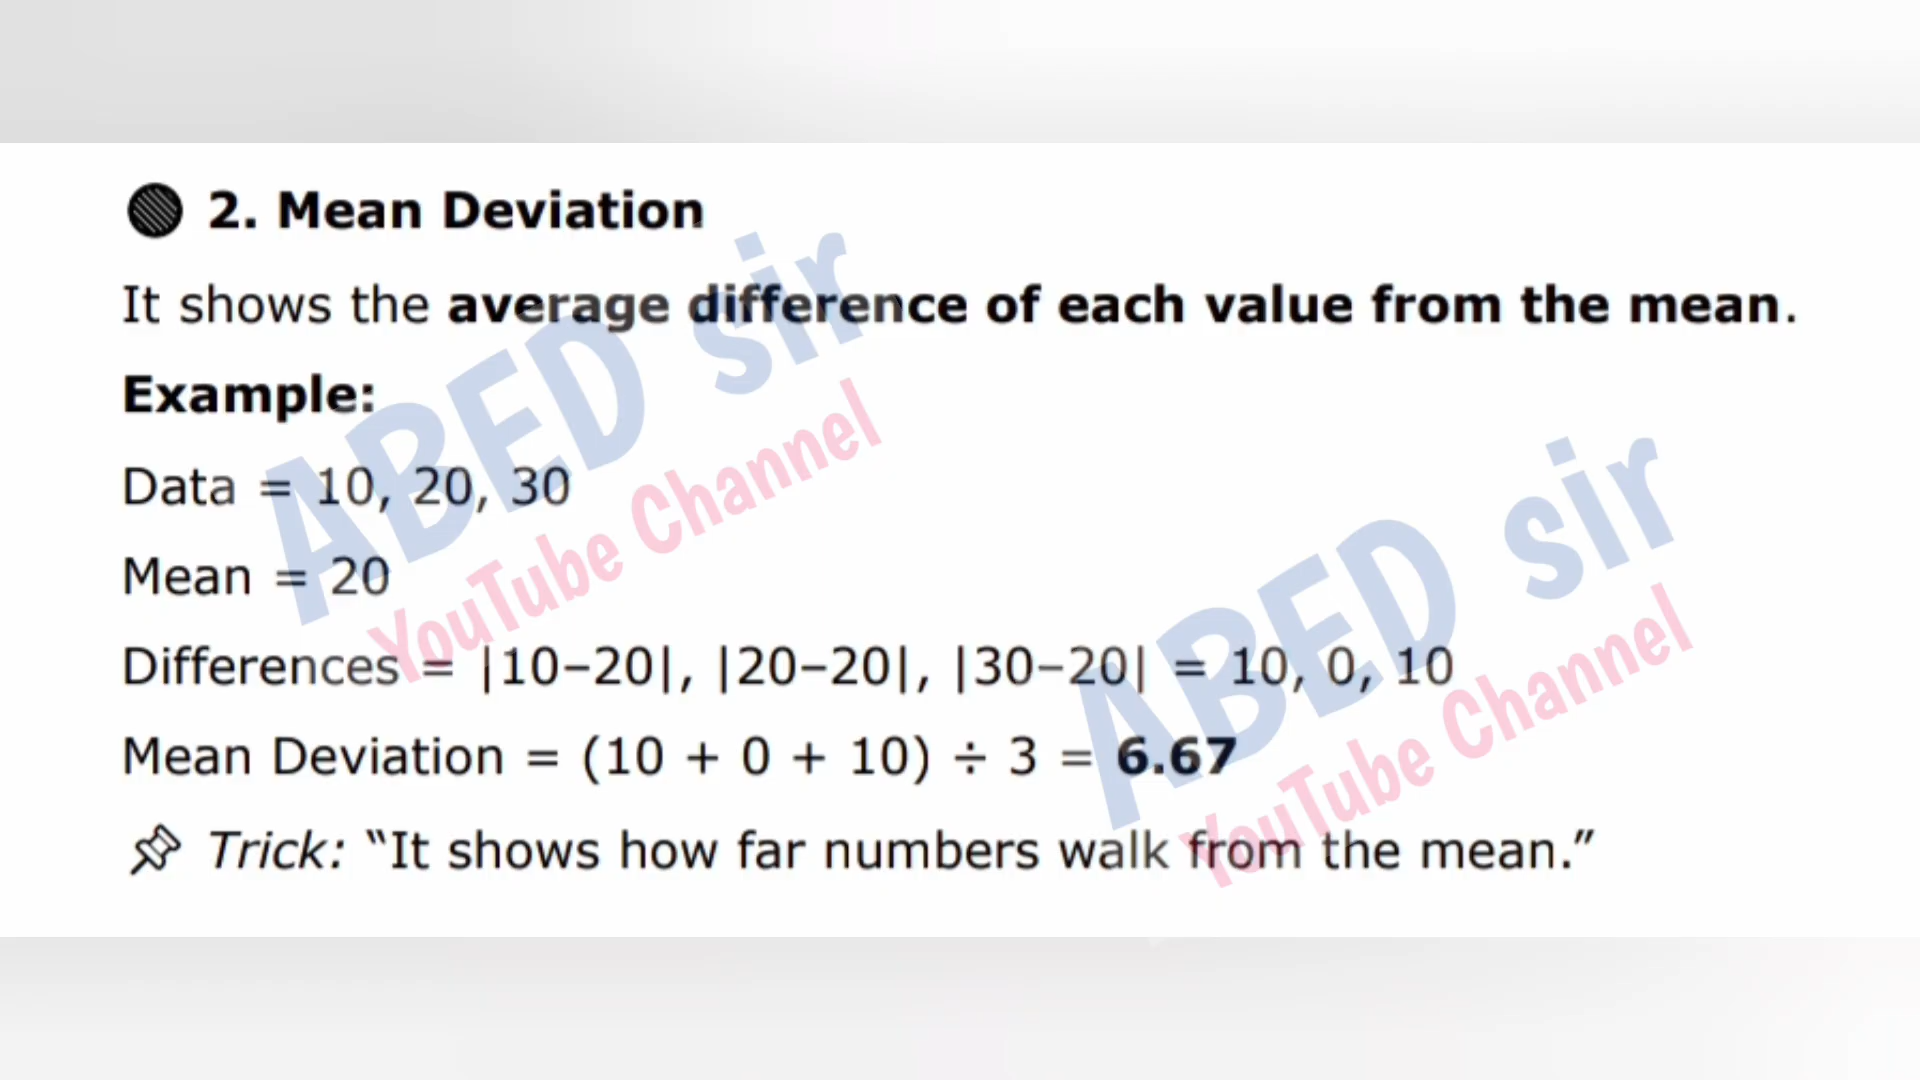 2. Mean Deviation
It shows the average difference of each value from the mean.
Example:
Data = 10, 20, 30
Mean = 20
Differences = |10–20|, |20–20|, |30–20| = 10, 0, 10
Mean Deviation = (10 + 0 + 10) ÷ 3 = 6.67
Trick: “It shows how far numbers walk from the mean.”
ABED sir
YouTube Channel
ABED sir
YouTube Channel